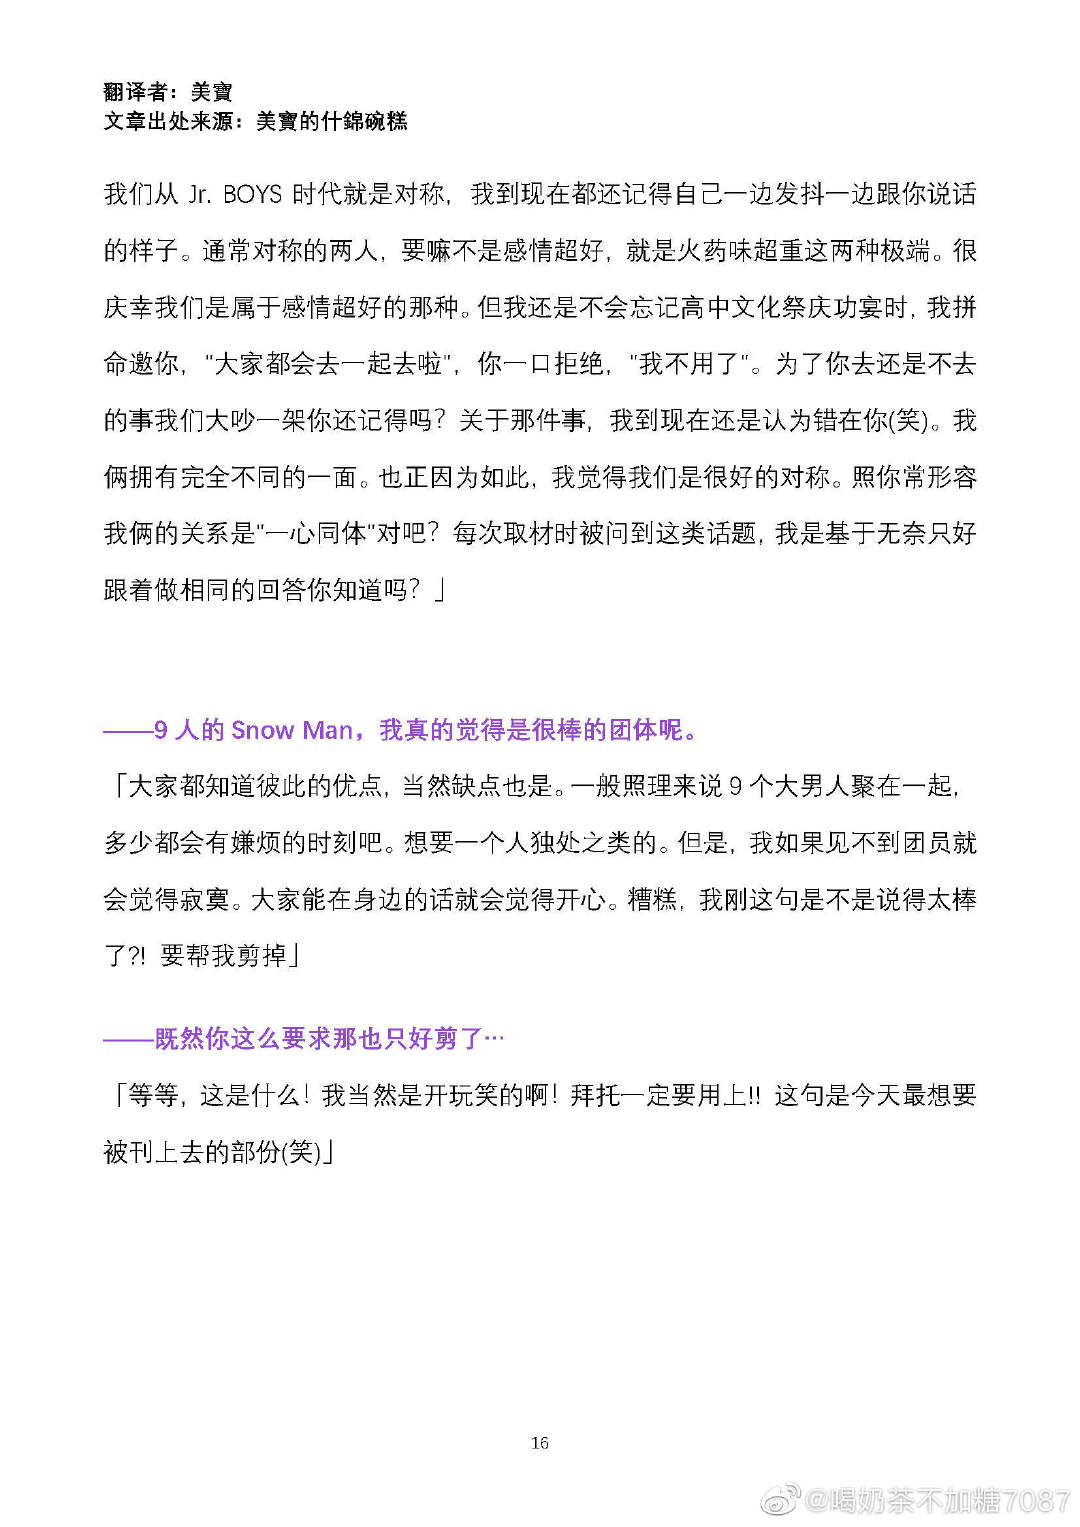 翻译者：美寶
文章出处来源：美寶的什錦碗糕
我们从 Jr. BOYS 时代就是对称，我到现在都还记得自己一边发抖一边跟你说话
的样子。通常对称的两人，要嘛不是感情超好，就是火药味超重这两种极端。很
庆幸我们是属于感情超好的那种。但我还是不会忘记高中文化祭庆功宴时，我拼
命邀你，"大家都会去一起去啦"，你一口拒绝，"我不用了"。为了你去还是不去
的事我们大吵一架你还记得吗？关于那件事，我到现在还是认为错在你(笑)。我
俩拥有完全不同的一面。也正因为如此，我觉得我们是很好的对称。照你常形容
我俩的关系是"一心同体"对吧？每次取材时被问到这类话题，我是基于无奈只好
跟着做相同的回答你知道吗？」
——9 人的 Snow Man，我真的觉得是很棒的团体呢。
「大家都知道彼此的优点，当然缺点也是。一般照理来说 9 个大男人聚在一起，
多少都会有嫌烦的时刻吧。想要一个人独处之类的。但是，我如果见不到团员就
会觉得寂寞。大家能在身边的话就会觉得开心。糟糕，我刚这句是不是说得太棒
了?! 要帮我剪掉」
——既然你这么要求那也只好剪了…
「等等，这是什么！我当然是开玩笑的啊！拜托一定要用上!! 这句是今天最想要
被刊上去的部份(笑)」
16
@喝奶茶不加糖7087